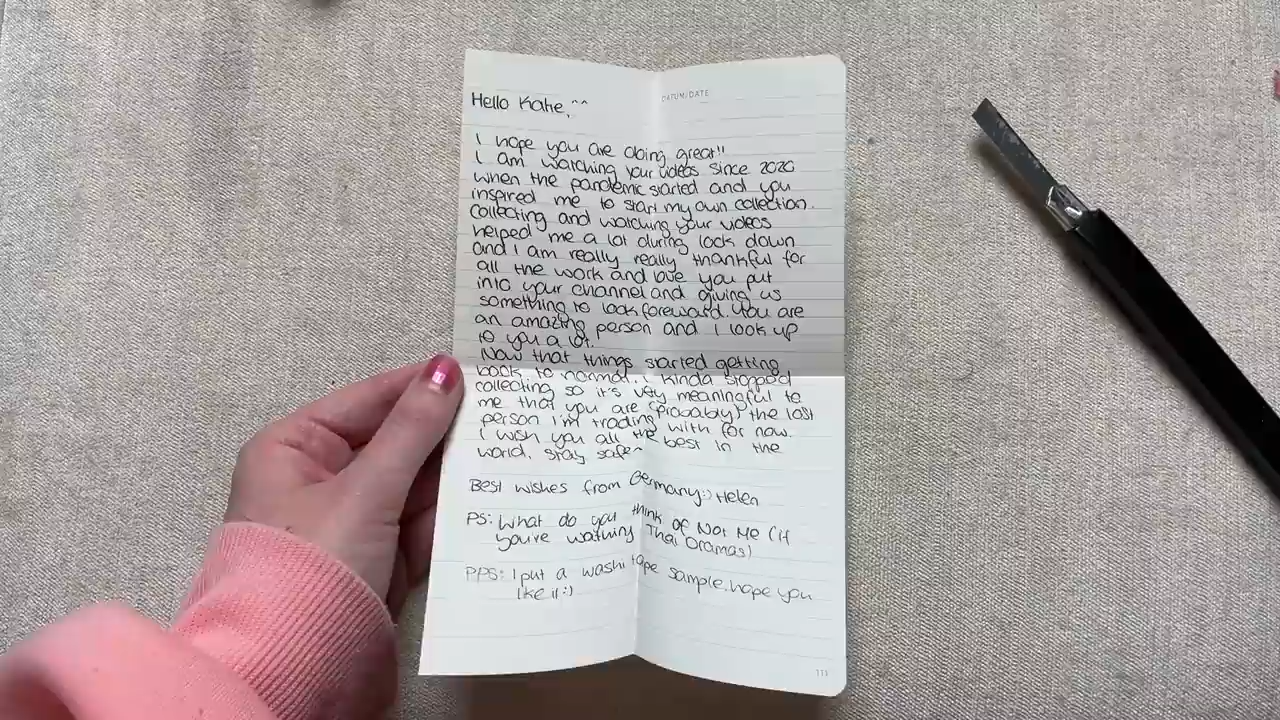 DATUM/DATE
Hello Katie,^^
I hope you are doing great!!
I am watching your videos since 2020
when the pandemic started and you
inspired me to start my own collection.
Collecting and watching your videos
helped me a lot during lock down
and I am really really thankful for
all the work and love you put
into your channel and giving us
something to look foreward. You are
an amazing person and I look up
to you a lot!
Now that things started getting
back to normal, I kinda stopped
collecting so it's very meaningful to
me that you are (probably) the last
person I'm trading with for now.
I wish you all the best in the
world, stay safe^
Best wishes from Germany:) Helen
PS: What do you think of Not Me (if
you're watching Thai Dramas)
PPS: I put a washi tape sample. hope you
like it:)
111